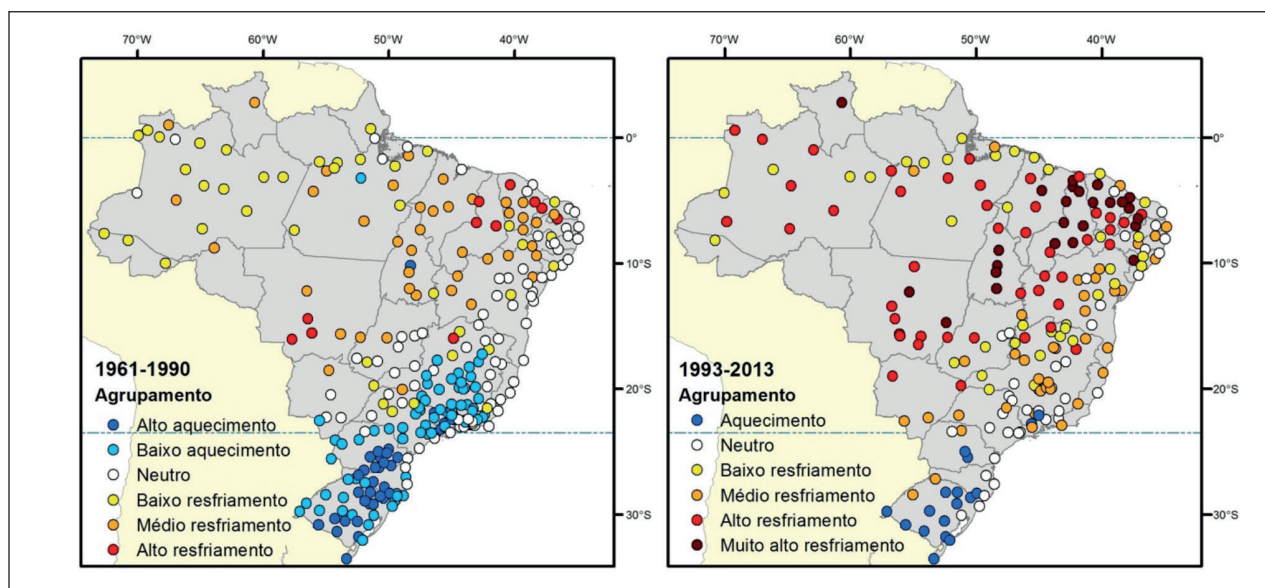 70°W 60°W 50°W 40°W
70°W 60°W 50°W 40°W
0°
0°
10°S
10°S
1961-1990
Agrupamento
Alto aquecimento
Baixo aquecimento
Neutro
Baixo resfriamento
Médio resfriamento
Alto resfriamento
20°S
30°S
1993-2013
Agrupamento
Aquecimento
Neutro
Baixo resfriamento
Médio resfriamento
Alto resfriamento
Muito alto resfriamento
20°S
30°S